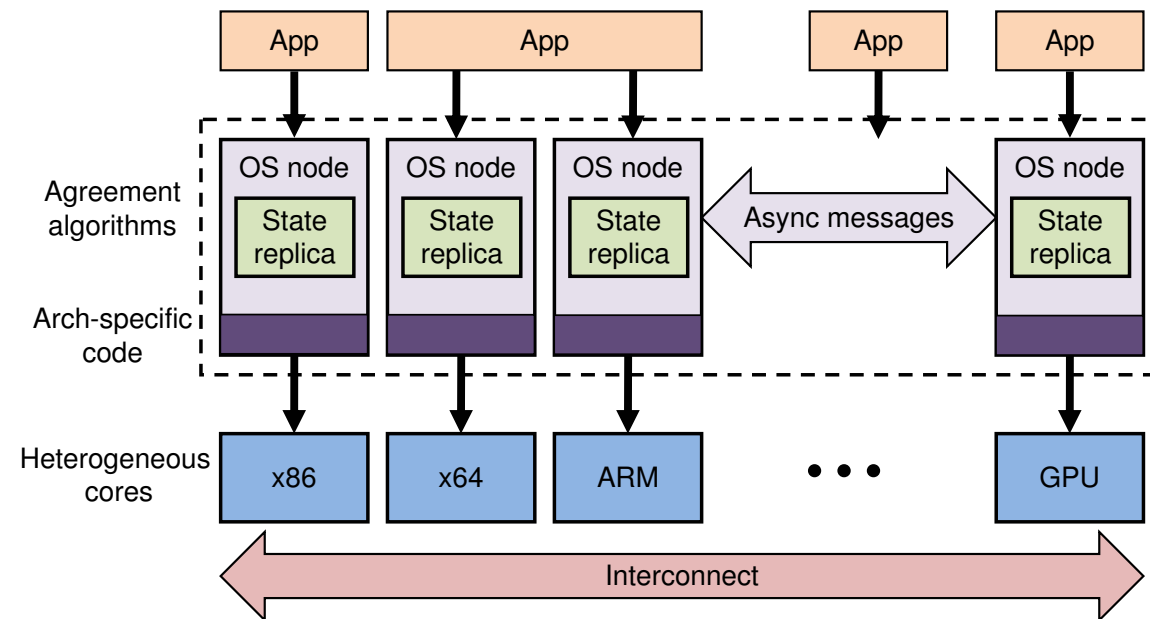 App
App
App
App
OS node
OS node
OS node
OS node
Agreement
algorithms
State
replica
State
replica
State
replica
Async messages
State
replica
Arch-specific
code
Heterogeneous
cores
x86
x64
ARM
GPU
Interconnect